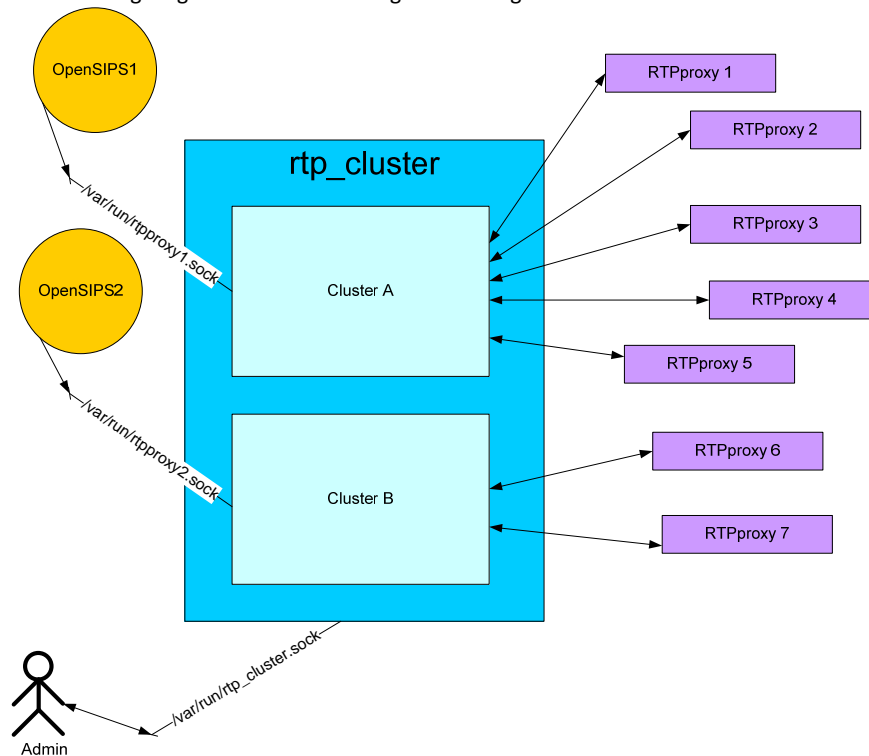 OpenSIPS1
RTPproxy 1
RTPproxy 2
rtp_cluster
/var/run/rtpproxy1.sock
RTPproxy 3
OpenSIPS2
Cluster A
RTPproxy 4
RTPproxy 5
/var/run/rtpproxy2.sock
RTPproxy 6
Cluster B
RTPproxy 7
/var/run/rtp_cluster.sock
Admin